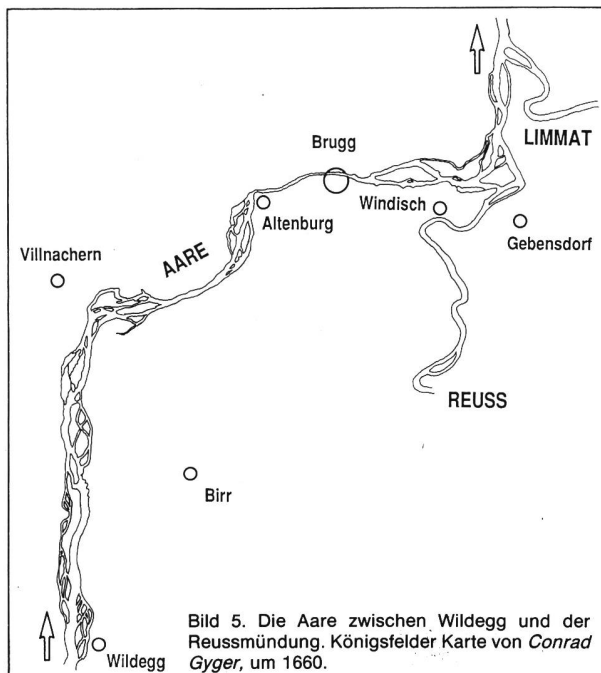 LIMMAT
Brugg
Windisch
Altenburg
Gebensdorf
Villnachern
AARE
REUSS
Birr
Bild 5. Die Aare zwischen Wildegg und der
Reussmündung. Königsfelder Karte von Conrad
Gyger, um 1660.
Wildegg